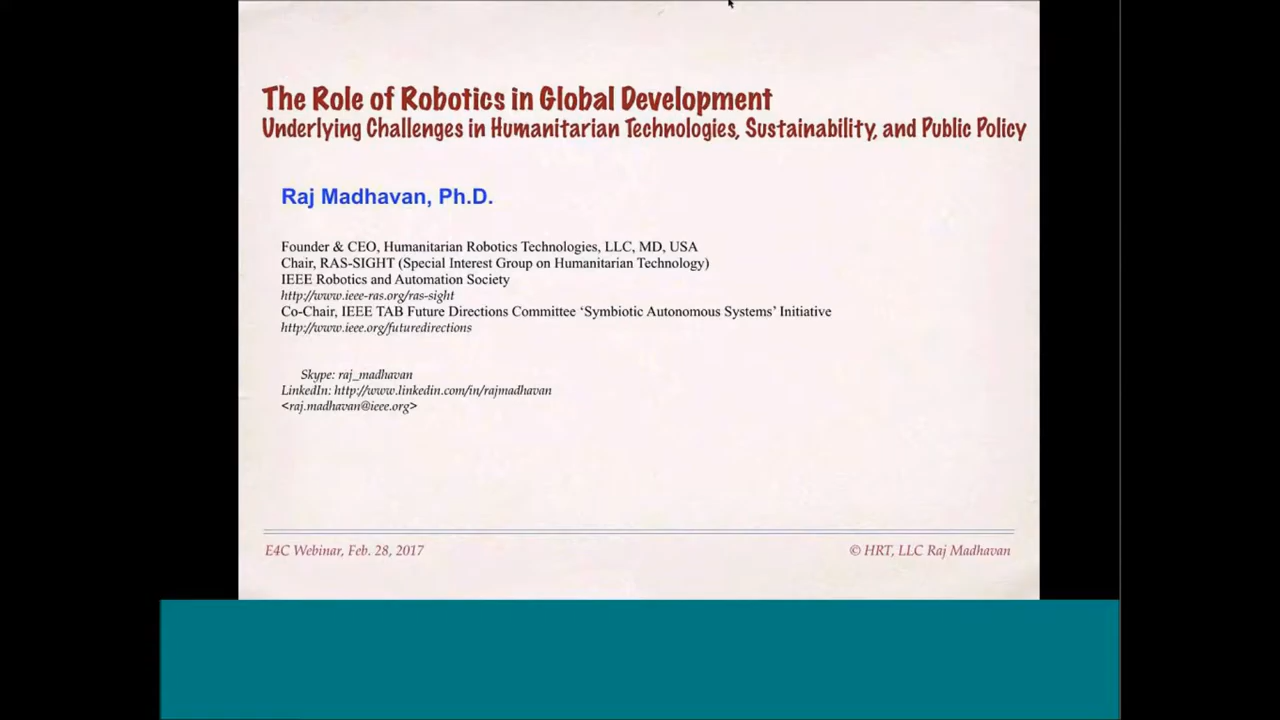 The Role of Robotics in Global Development
Underlying Challenges in Humanitarian Technologies, Sustainability, and Public Policy
Raj Madhavan, Ph.D.
Founder & CEO, Humanitarian Robotics Technologies, LLC, MD, USA
Chair, RAS-SIGHT (Special Interest Group on Humanitarian Technology)
IEEE Robotics and Automation Society
http://www.ieee-ras.org/ras-sight
Co-Chair, IEEE TAB Future Directions Committee ‘Symbiotic Autonomous Systems’ Initiative
http://www.ieee.org/futuredirections
Skype: raj_madhavan
LinkedIn: http://www.linkedin.com/in/rajmadhavan
<raj.madhavan@ieee.org>
E4C Webinar, Feb. 28, 2017
© HRT, LLC Raj Madhavan